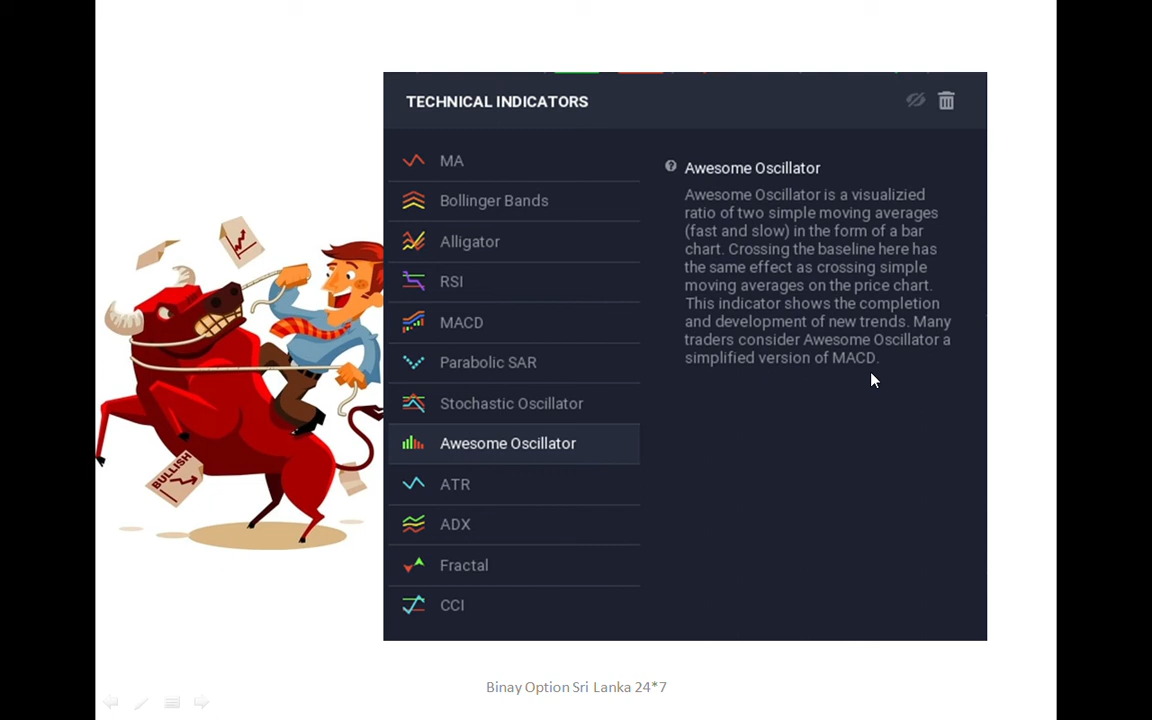 TECHNICAL INDICATORS
MA
Bollinger Bands
Alligator
RSI
MACD
Parabolic SAR
Stochastic Oscillator
Awesome Oscillator
ATR
ADX
Fractal
CCI
Awesome Oscillator
Awesome Oscillator is a visualizied
ratio of two simple moving averages
(fast and slow) in the form of a bar
chart. Crossing the baseline here has
the same effect as crossing simple
moving averages on the price chart.
This indicator shows the completion
and development of new trends. Many
traders consider Awesome Oscillator a
simplified version of MACD.
BULLISH
Binay Option Sri Lanka 24*7